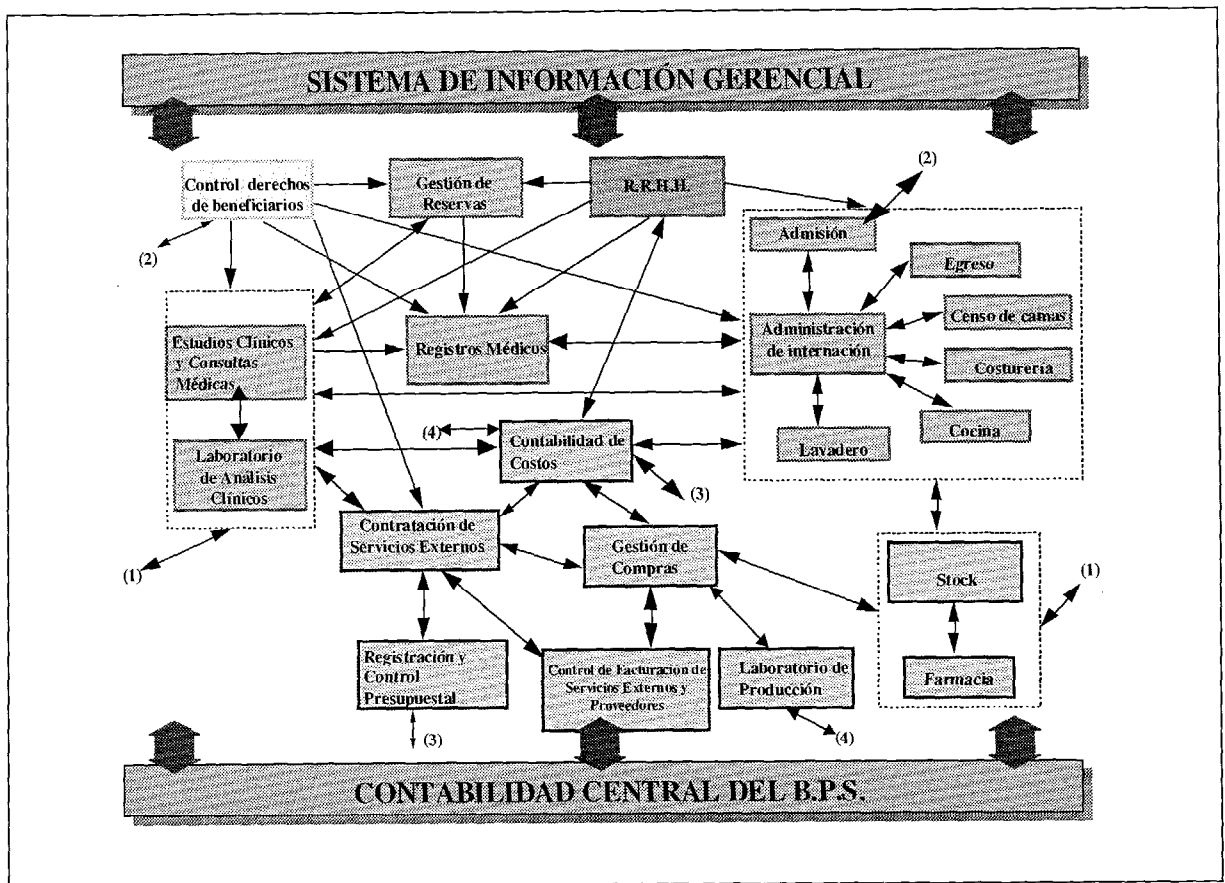 SISTEMA DE INFORMACIÓN GERENCIAL
Control derechos
de beneficiarios
Gestión de
Reservas
R.R.H.H.
(2)
Admisión
Egreso
(2)
Censo de camas
Administración
de internación
Estudios Clínicos
y Consultas
Médicas
Registros Médicos
Costurería
Cocina
(4)
Contabilidad de
Costos
Lavadero
Laboratorio
de Análisis
Clínicos
(3)
Contratación de
Servicios Externos
Gestión de
Compras
(1)
Stock
(1)
Registración y
Control
Presupuestal
Control de Facturación de
Servicios Externos y
Proveedores
Laboratorio de
Producción
Farmacia
(3)
(4)
CONTABILIDAD CENTRAL DEL B.P.S.